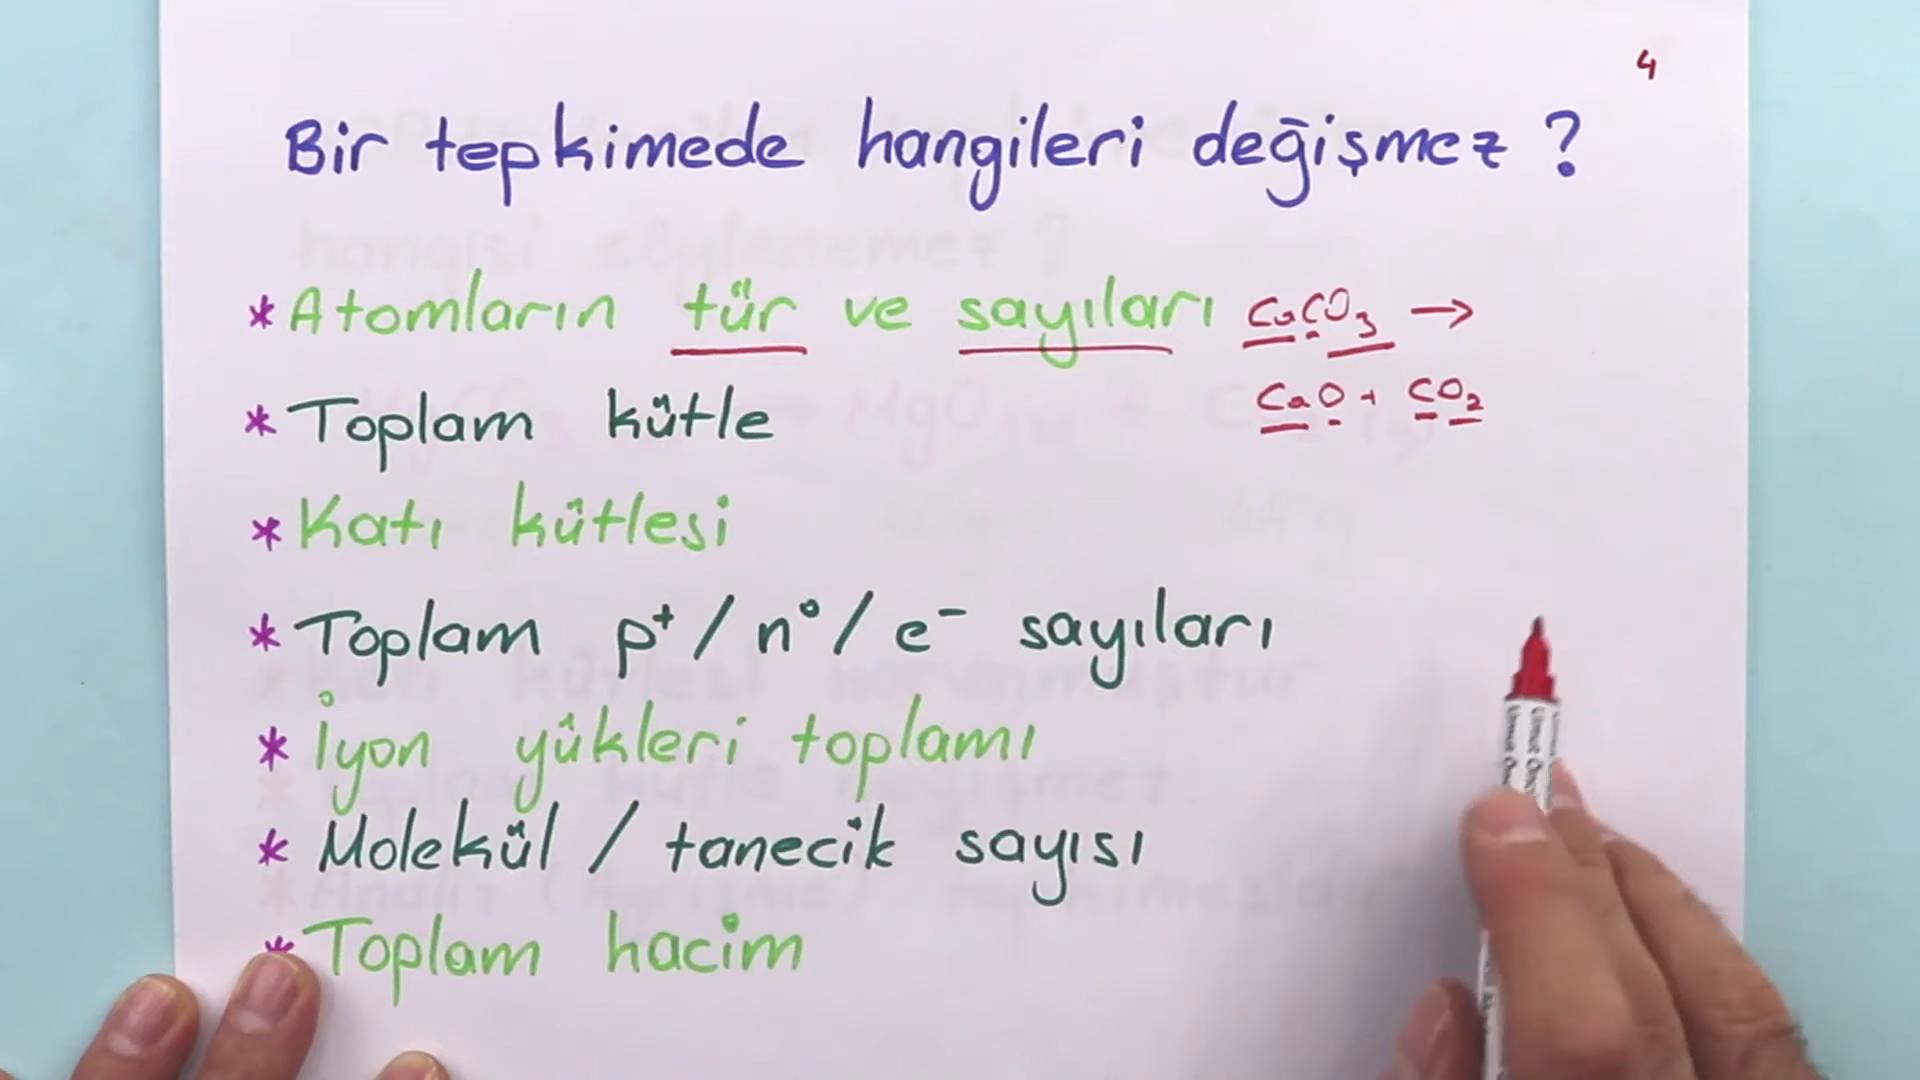 4
Bir tepkimede hangileri değişmez ?
* Atomların tür ve sayıları CaCO₃ →
CaO + CO₂
* Toplam kütle
* Katı kütlesi
* Toplam p⁺ / n⁰ / e⁻ sayıları
* İyon yükleri toplamı
* Molekül / tanecik sayısı
* Toplam hacim